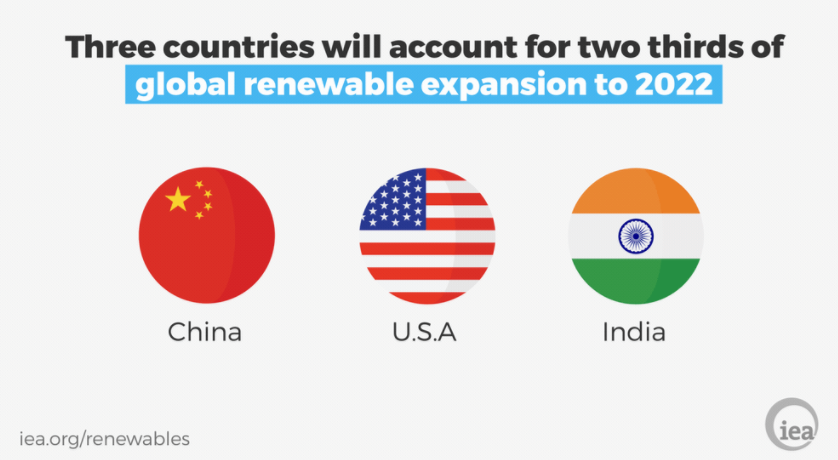 Three countries will account for two thirds of
global renewable expansion to 2022
China
U.S.A
India
iea.org/renewables
iea